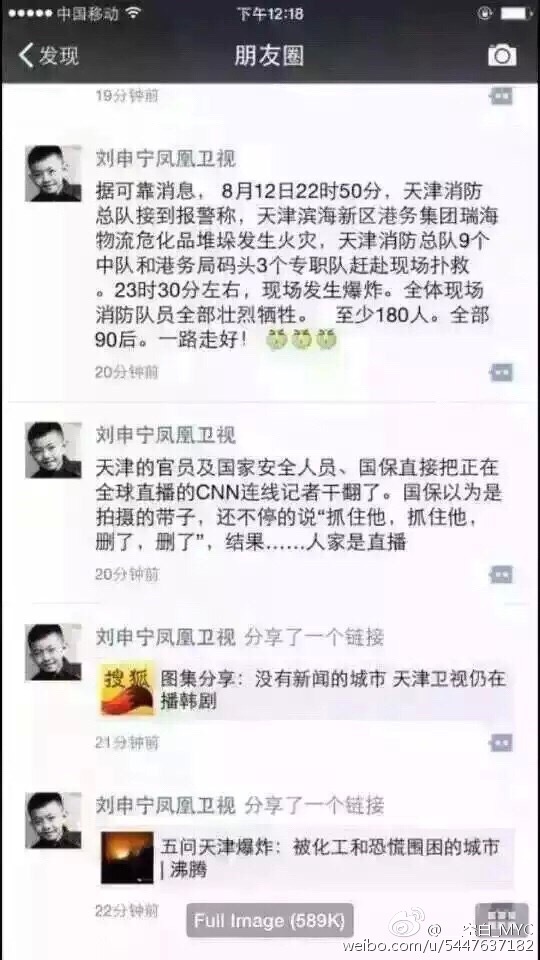 中国移动 下午12:18
发现 朋友圈
19分钟前
刘申宁凤凰卫视
据可靠消息， 8月12日22时50分，天津消防
总队接到报警称，天津滨海新区港务集团瑞海
物流危化品堆垛发生火灾，天津消防总队9个
中队和港务局码头3个专职队赶赴现场扑救
。23时30分左右，现场发生爆炸。全体现场
消防队员全部壮烈牺牲。 至少180人。全部
90后。一路走好！
20分钟前
刘申宁凤凰卫视
天津的官员及国家安全人员、国保直接把正在
全球直播的CNN连线记者干翻了。国保以为是
拍摄的带子，还不停的说“抓住他，抓住他，
删了，删了”，结果……人家是直播
20分钟前
刘申宁凤凰卫视 分享了一个链接
搜狐
图集分享：没有新闻的城市 天津卫视仍在
播韩剧
21分钟前
刘申宁凤凰卫视 分享了一个链接
五问天津爆炸：被化工和恐慌围困的城市
| 沸腾
22分钟前
Full Image (589K)
weibo.com/u/5447637182